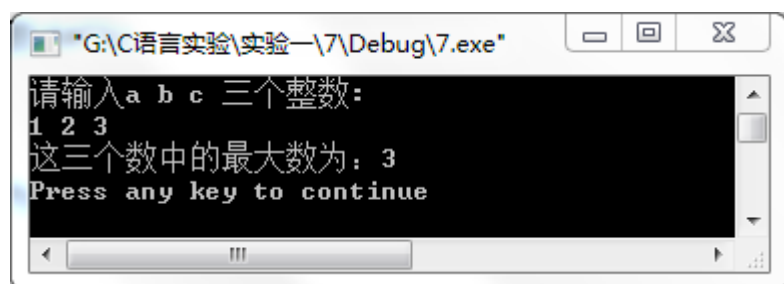 "G:\C语言实验\实验一\7\Debug\7.exe"
请输入a b c 三个整数:
1 2 3
这三个数中的最大数为：3
Press any key to continue